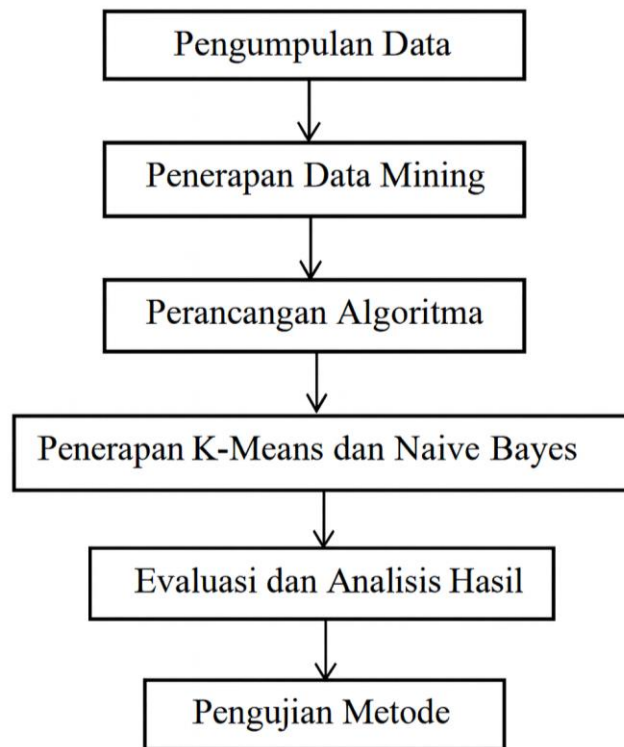 Pengumpulan Data
Penerapan Data Mining
Perancangan Algoritma
Penerapan K-Means dan Naive Bayes
Evaluasi dan Analisis Hasil
Pengujian Metode